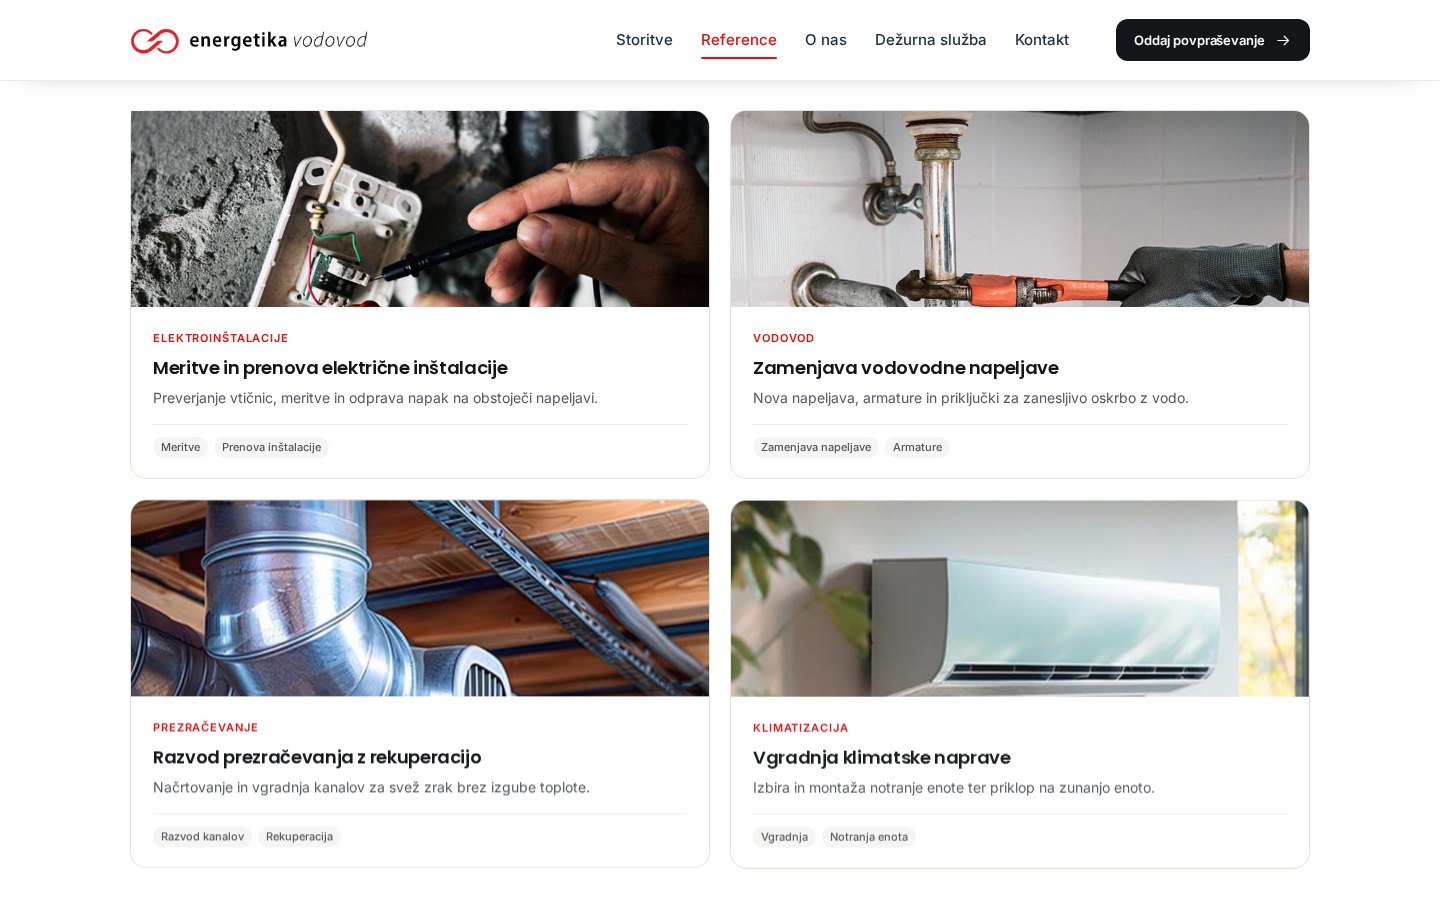 energetika vodovod
Storitve
Reference
O nas
Dežurna služba
Kontakt
Oddaj povpraševanje
ELEKTROINŠTALACIJE
Meritve in prenova električne inštalacije
Preverjanje vtičnic, meritve in odprava napak na obstoječi napeljavi.
Meritve
Prenova inštalacije
VODOVOD
Zamenjava vodovodne napeljave
Nova napeljava, armature in priključki za zanesljivo oskrbo z vodo.
Zamenjava napeljave
Armature
PREZRAČEVANJE
Razvod prezračevanja z rekuperacijo
Načrtovanje in vgradnja kanalov za svež zrak brez izgube toplote.
Razvod kanalov
Rekuperacija
KLIMATIZACIJA
Vgradnja klimatske naprave
Izbira in montaža notranje enote ter priklop na zunanjo enoto.
Vgradnja
Notranja enota